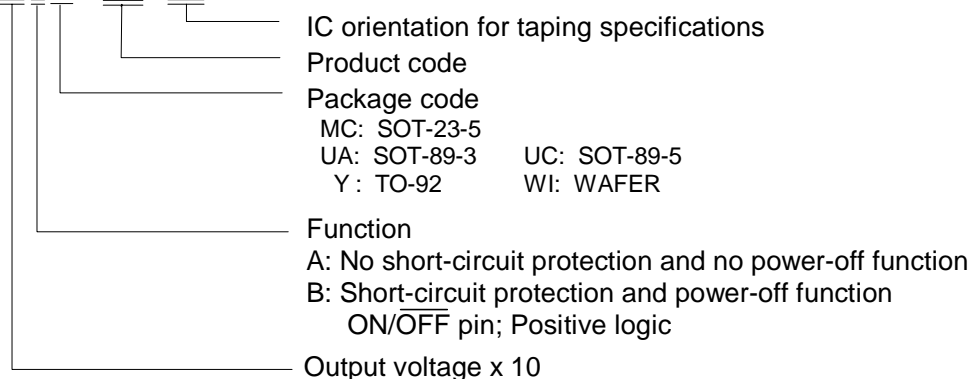 IC orientation for taping specifications
Product code
Package code
MC: SOT-23-5
UA: SOT-89-3 UC: SOT-89-5
Y : TO-92 WI: WAFER
Function
A: No short-circuit protection and no power-off function
B: Short-circuit protection and power-off function
ON/O̅F̅F̅ pin; Positive logic
Output voltage x 10